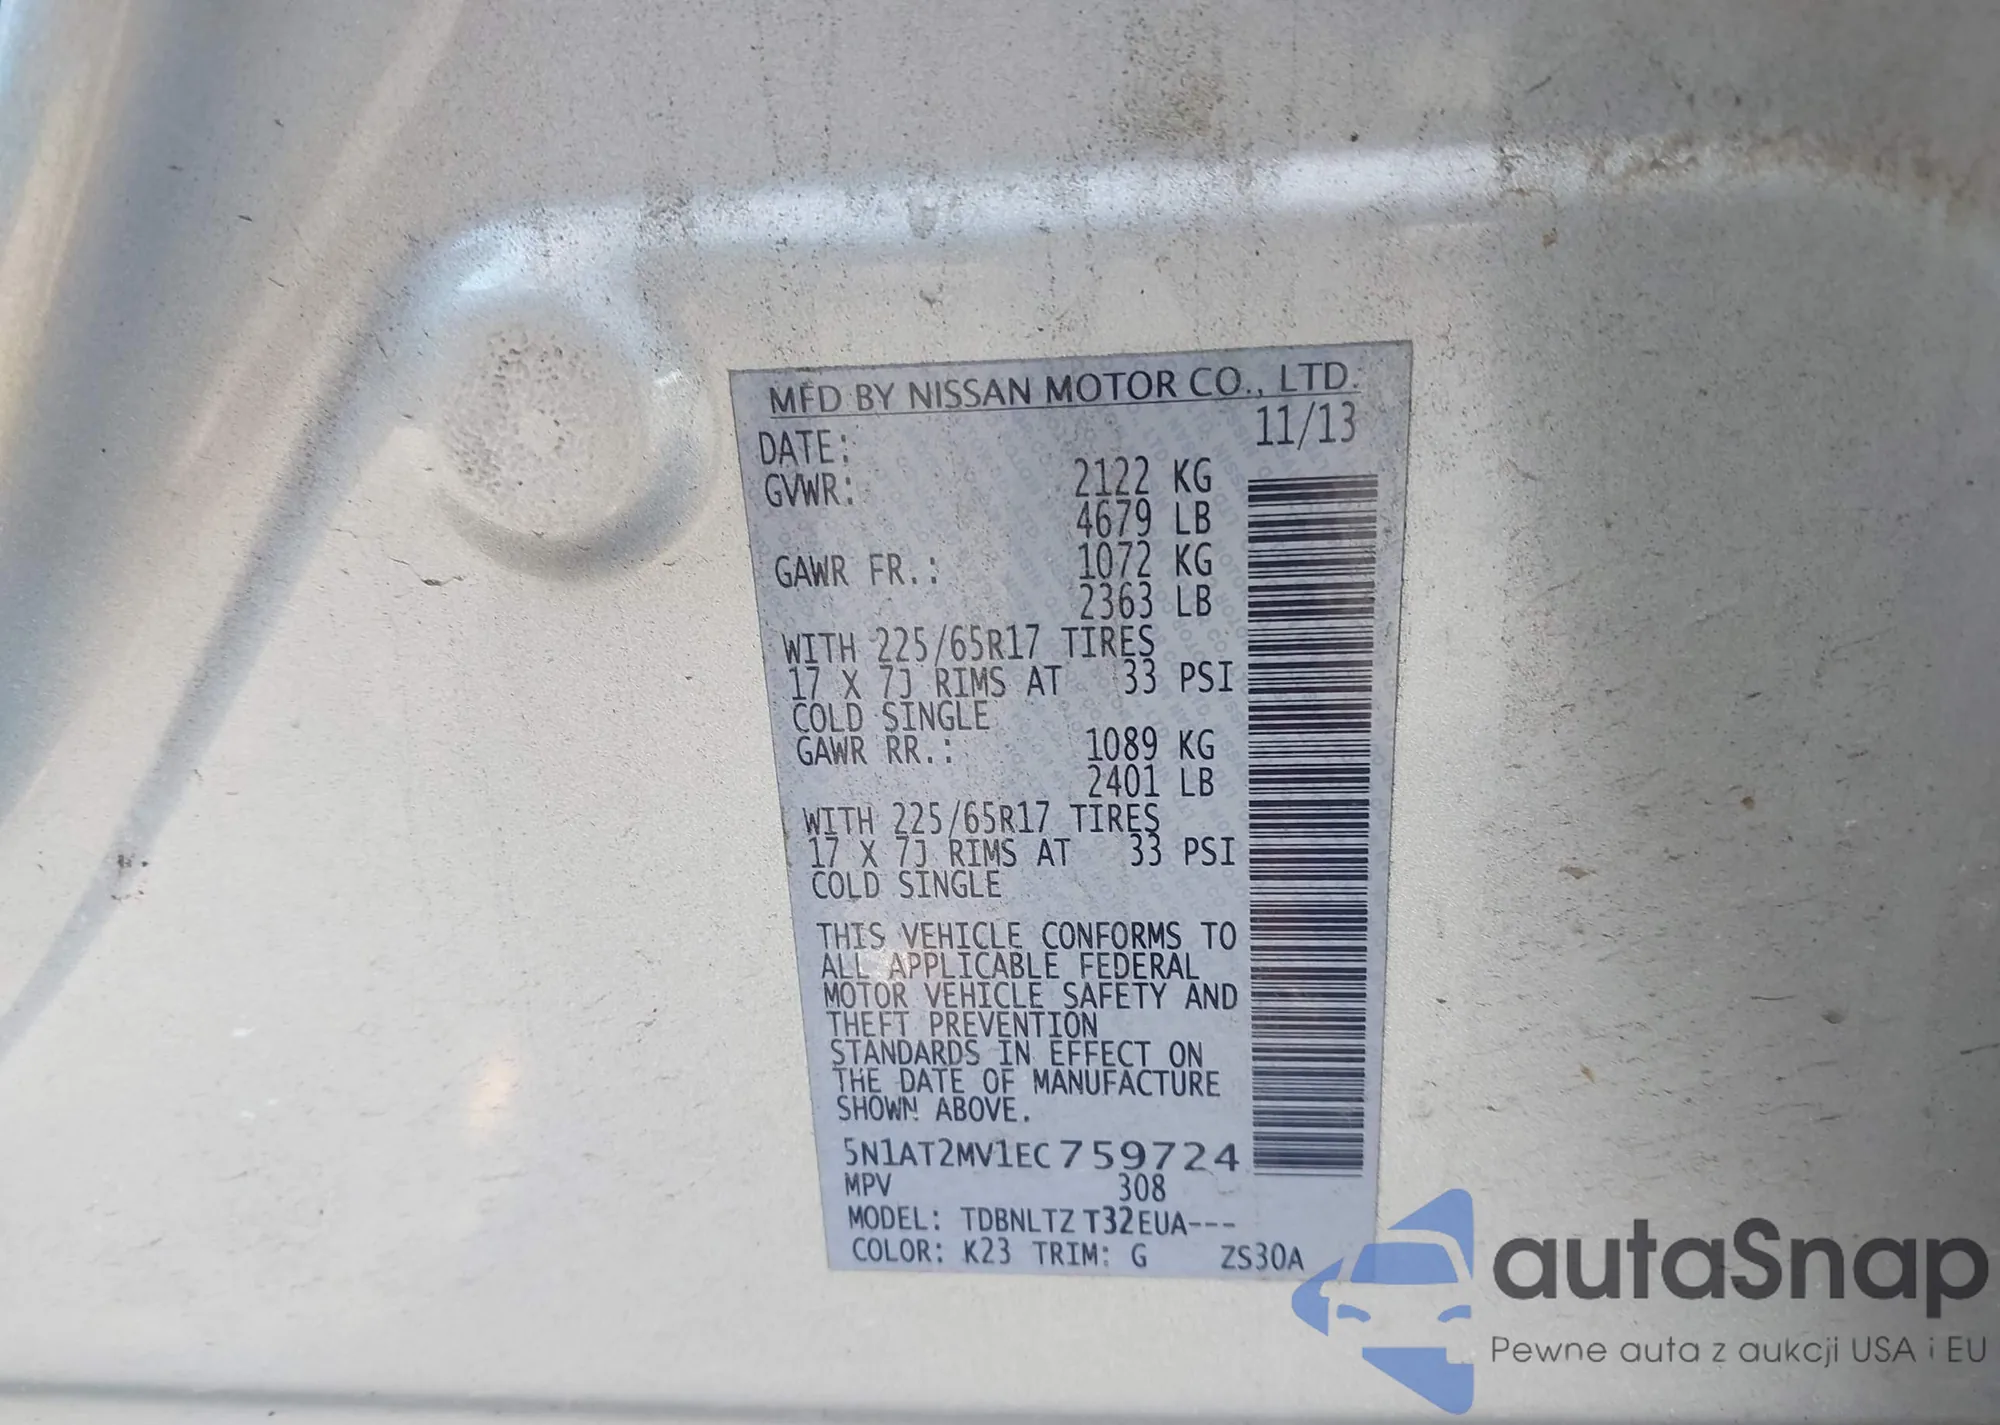 MFD BY NISSAN MOTOR CO., LTD.
DATE: 11/13
GVWR: 2122 KG
4679 LB
GAWR FR.: 1072 KG
2363 LB
WITH 225/65R17 TIRES
17 X 7J RIMS AT 33 PSI
COLD SINGLE
GAWR RR.: 1089 KG
2401 LB
WITH 225/65R17 TIRES
17 X 7J RIMS AT 33 PSI
COLD SINGLE
THIS VEHICLE CONFORMS TO
ALL APPLICABLE FEDERAL
MOTOR VEHICLE SAFETY AND
THEFT PREVENTION
STANDARDS IN EFFECT ON
THE DATE OF MANUFACTURE
SHOWN ABOVE.
5N1AT2MV1EC759724
MPV 308
MODEL: TDBNLTZ T32EUA---
COLOR: K23 TRIM: G ZS30A
autaSnap
Pewne auta z aukcji USA i EU